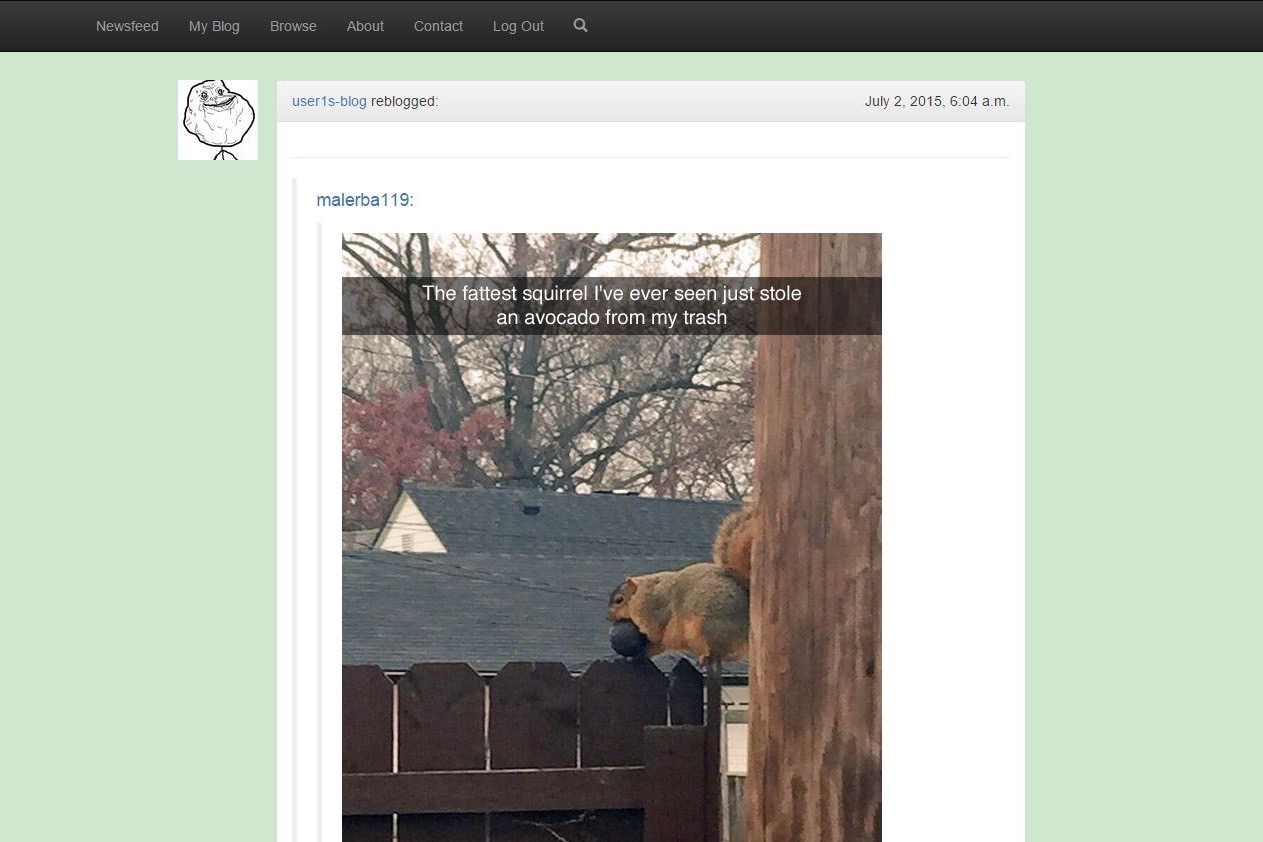 Newsfeed My Blog Browse About Contact Log Out
user1s-blog reblogged: July 2, 2015, 6:04 a.m.
malerba119:
The fattest squirrel I've ever seen just stole
an avocado from my trash